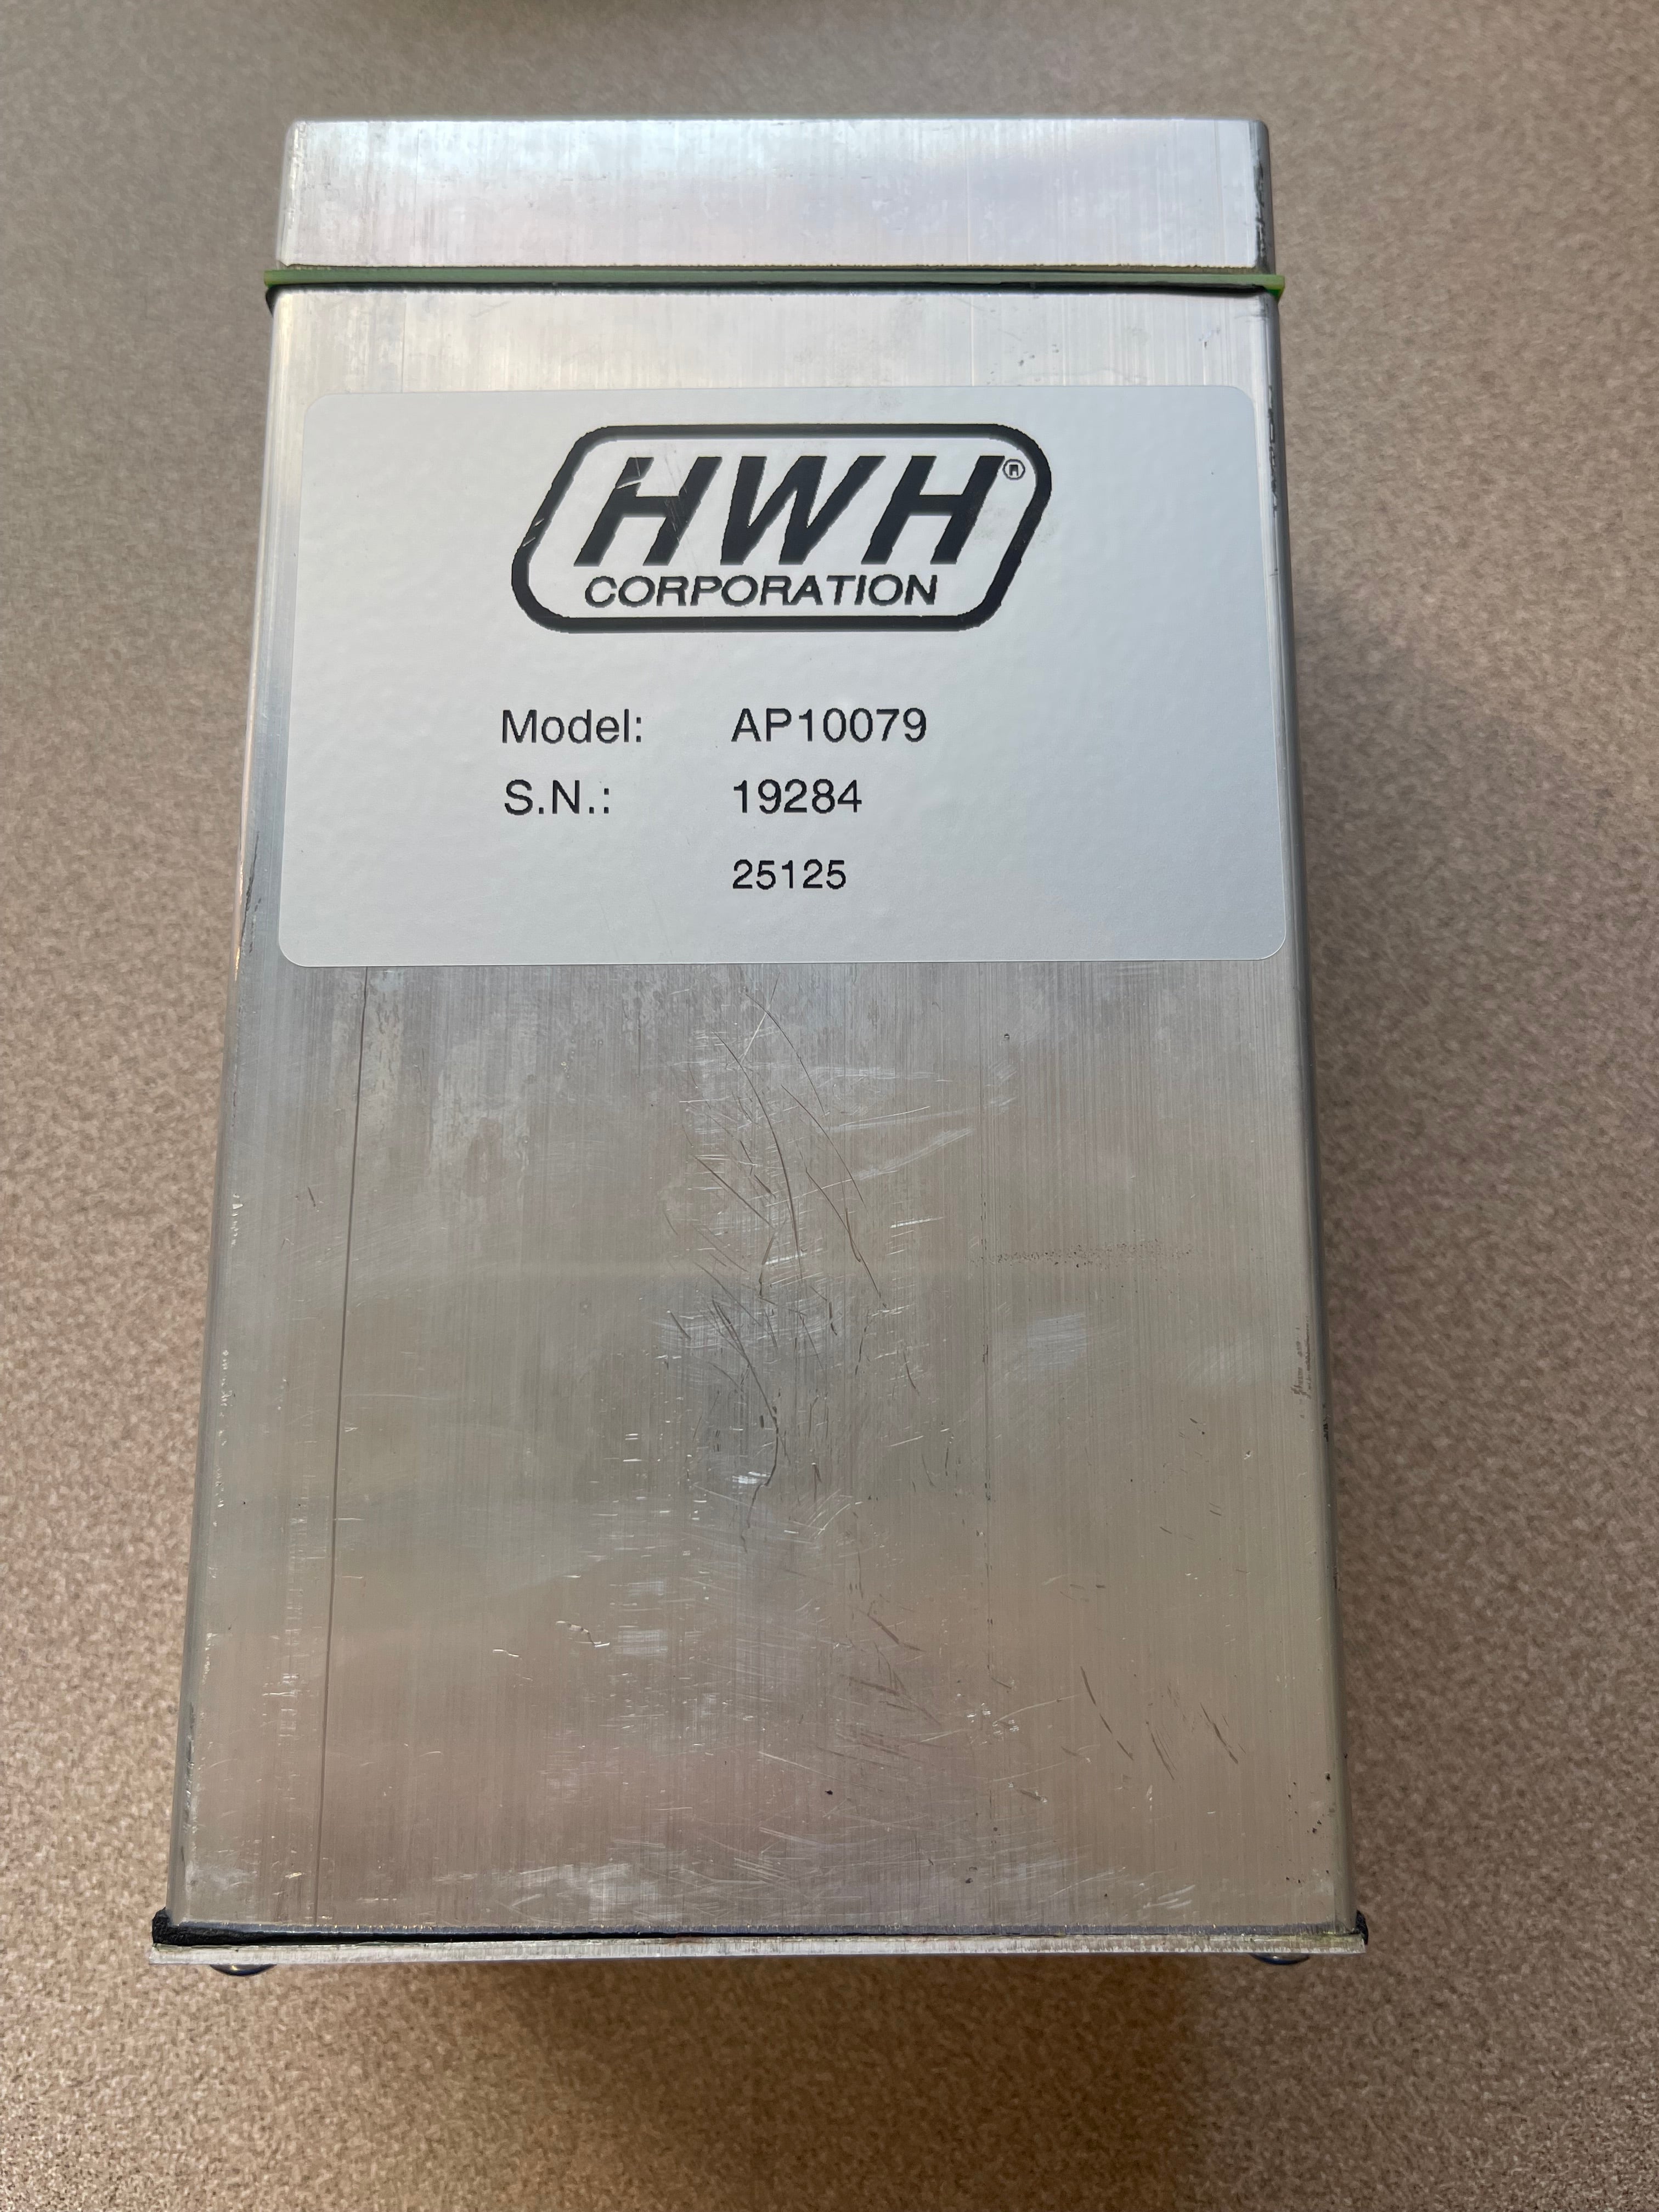 HWH®
CORPORATION
Model: AP10079
S.N.: 19284
25125